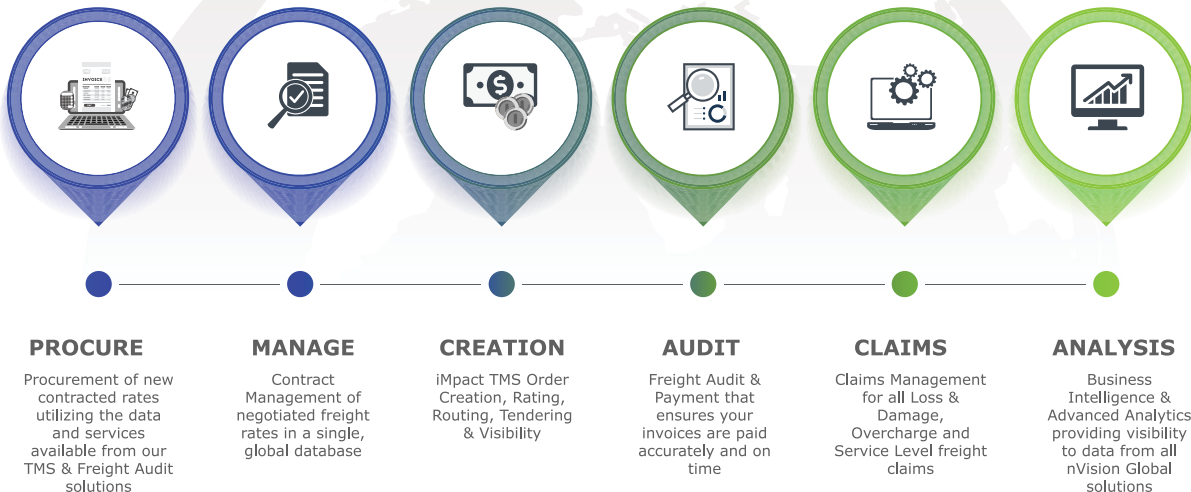 INVOICE
PROCURE
Procurement of new
contracted rates
utilizing the data
and services
available from our
TMS & Freight Audit
solutions
MANAGE
Contract
Management of
negotiated freight
rates in a single,
global database
CREATION
iMpact TMS Order
Creation, Rating,
Routing, Tendering
& Visibility
AUDIT
Freight Audit &
Payment that
ensures your
invoices are paid
accurately and on
time
CLAIMS
Claims Management
for all Loss &
Damage,
Overcharge and
Service Level freight
claims
ANALYSIS
Business
Intelligence &
Advanced Analytics
providing visibility
to data from all
nVision Global
solutions